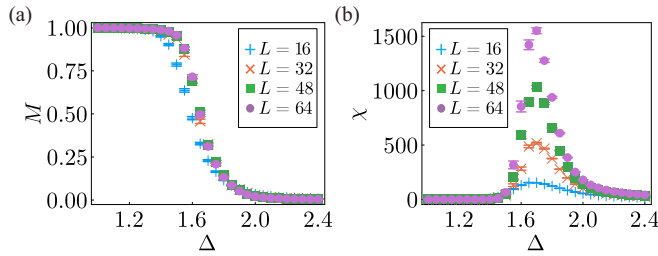 (a)
1.00
0.75
0.50
0.25
0.00
M
1.2
1.6
2.0
2.4
Δ
L = 16
L = 32
L = 48
L = 64
(b)
1500
1000
500
0
χ
1.2
1.6
2.0
2.4
Δ
L = 16
L = 32
L = 48
L = 64